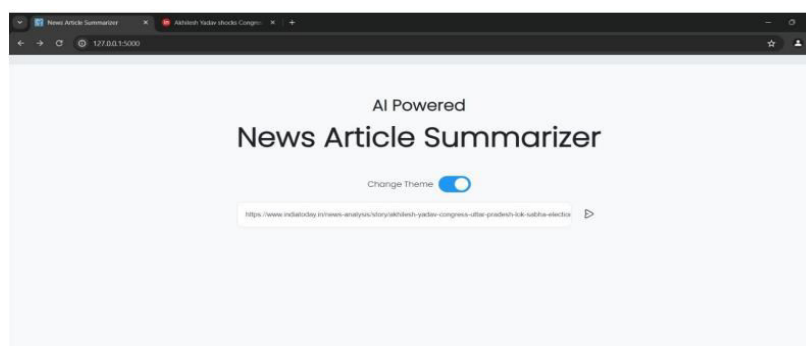 News Article Summarizer
Akhilesh Yadav shocks Congre
127.0.0.1:5000
AI Powered
News Article Summarizer
Change Theme
https://www.indiatoday.in/news-analysis/story/akhilesh-yadav-congress-uttar-pradesh-lok-sabha-election